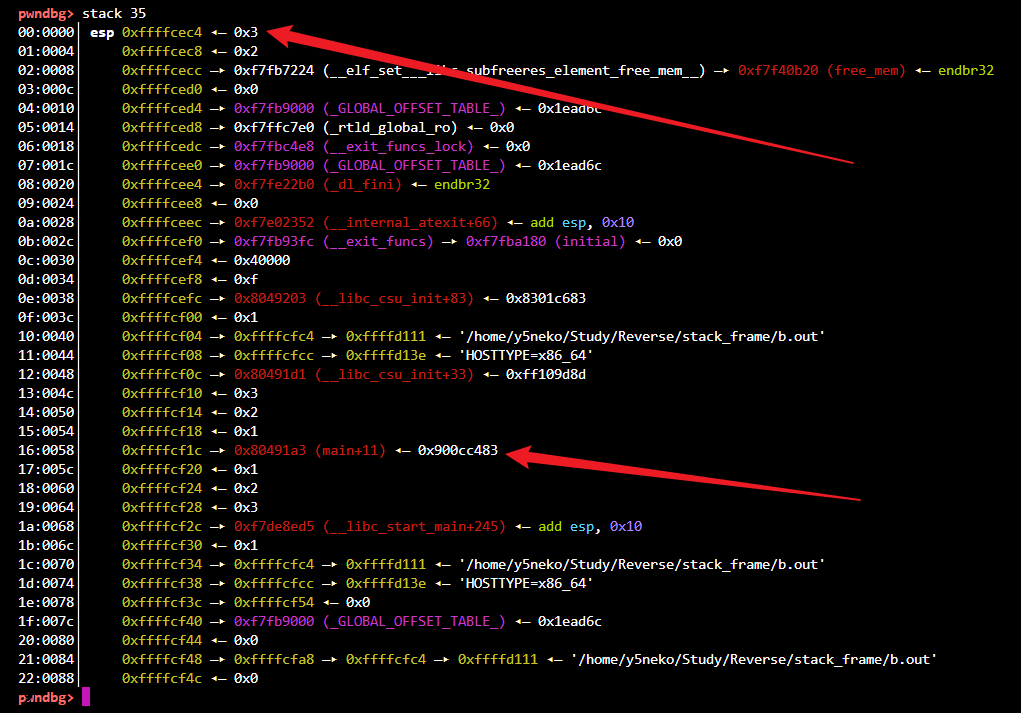 pwndbg> stack 35
00:0000│ esp 0xffffcec4 ◂— 0x3
01:0004│ 0xffffcec8 ◂— 0x2
02:0008│ 0xffffcecc —▸ 0xf7fb7224 (__elf_set___libc_subfreeres_element_free_mem__) —▸ 0xf7f40b20 (free_mem) ◂— endbr32
03:000c│ 0xffffced0 ◂— 0x0
04:0010│ 0xffffced4 —▸ 0xf7fb9000 (_GLOBAL_OFFSET_TABLE_) ◂— 0x1ead6c
05:0014│ 0xffffced8 —▸ 0xf7ffc7e0 (_rtld_global_ro) ◂— 0x0
06:0018│ 0xffffcedc —▸ 0xf7fbc4e8 (__exit_funcs_lock) ◂— 0x0
07:001c│ 0xffffcee0 —▸ 0xf7fb9000 (_GLOBAL_OFFSET_TABLE_) ◂— 0x1ead6c
08:0020│ 0xffffcee4 —▸ 0xf7fe22b0 (_dl_fini) ◂— endbr32
09:0024│ 0xffffcee8 ◂— 0x0
0a:0028│ 0xffffceec —▸ 0xf7e02352 (__internal_atexit+66) ◂— add esp, 0x10
0b:002c│ 0xffffcef0 —▸ 0xf7fb93fc (__exit_funcs) —▸ 0xf7fba180 (initial) ◂— 0x0
0c:0030│ 0xffffcef4 ◂— 0x40000
0d:0034│ 0xffffcef8 ◂— 0xf
0e:0038│ 0xffffcefc —▸ 0x8049203 (__libc_csu_init+83) ◂— 0x8301c683
0f:003c│ 0xffffcf00 ◂— 0x1
10:0040│ 0xffffcf04 —▸ 0xffffcfc4 —▸ 0xffffd111 ◂— '/home/y5neko/Study/Reverse/stack_frame/b.out'
11:0044│ 0xffffcf08 —▸ 0xffffcfcc —▸ 0xffffd13e ◂— 'HOSTTYPE=x86_64'
12:0048│ 0xffffcf0c —▸ 0x80491d1 (__libc_csu_init+33) ◂— 0xff109d8d
13:004c│ 0xffffcf10 ◂— 0x3
14:0050│ 0xffffcf14 ◂— 0x2
15:0054│ 0xffffcf18 ◂— 0x1
16:0058│ 0xffffcf1c —▸ 0x80491a3 (main+11) ◂— 0x900cc483
17:005c│ 0xffffcf20 ◂— 0x1
18:0060│ 0xffffcf24 ◂— 0x2
19:0064│ 0xffffcf28 ◂— 0x3
1a:0068│ 0xffffcf2c —▸ 0xf7de8ed5 (__libc_start_main+245) ◂— add esp, 0x10
1b:006c│ 0xffffcf30 ◂— 0x1
1c:0070│ 0xffffcf34 —▸ 0xffffcfc4 —▸ 0xffffd111 ◂— '/home/y5neko/Study/Reverse/stack_frame/b.out'
1d:0074│ 0xffffcf38 —▸ 0xffffcfcc —▸ 0xffffd13e ◂— 'HOSTTYPE=x86_64'
1e:0078│ 0xffffcf3c —▸ 0xffffcf54 ◂— 0x0
1f:007c│ 0xffffcf40 —▸ 0xf7fb9000 (_GLOBAL_OFFSET_TABLE_) ◂— 0x1ead6c
20:0080│ 0xffffcf44 ◂— 0x0
21:0084│ 0xffffcf48 —▸ 0xffffcfa8 —▸ 0xffffcfc4 —▸ 0xffffd111 ◂— '/home/y5neko/Study/Reverse/stack_frame/b.out'
22:0088│ 0xffffcf4c ◂— 0x0
pwndbg>